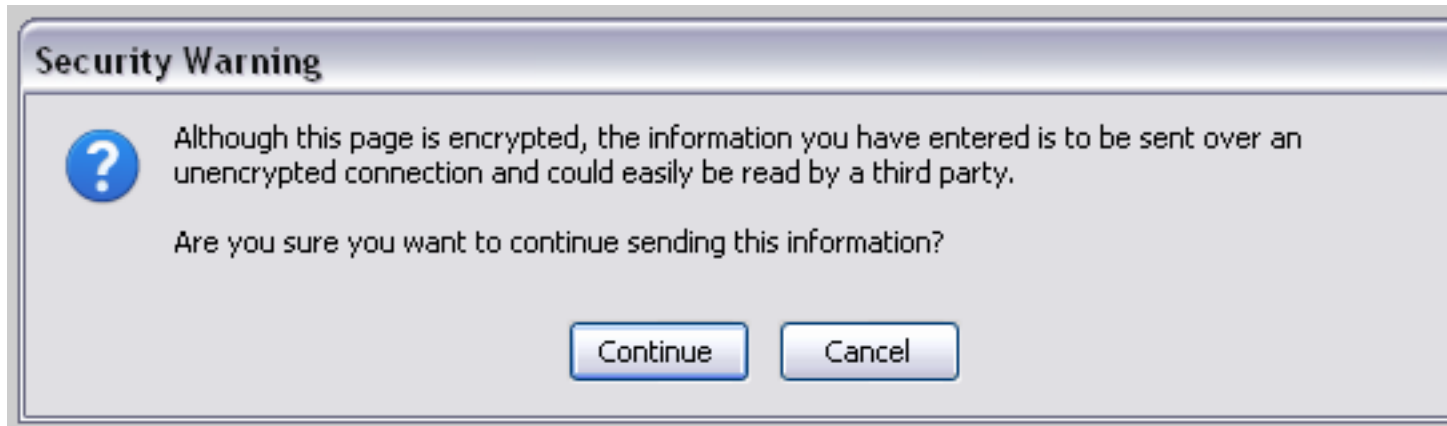 Security Warning
Although this page is encrypted, the information you have entered is to be sent over an
unencrypted connection and could easily be read by a third party.
Are you sure you want to continue sending this information?
Continue Cancel